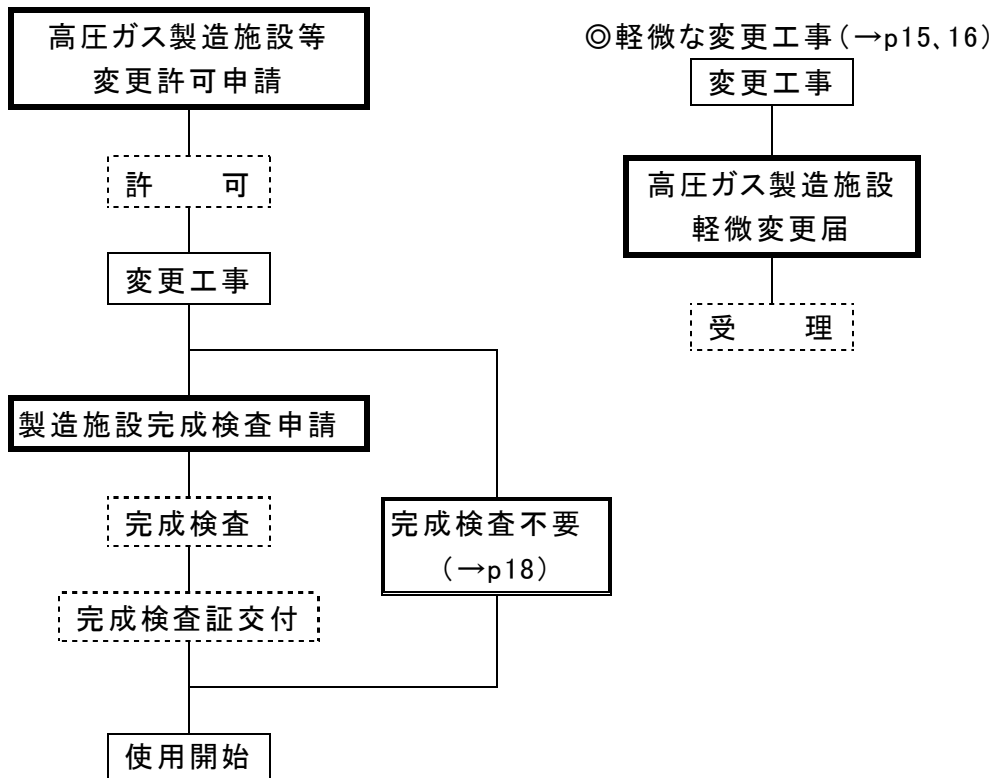 高圧ガス製造施設等
変更許可申請
許　　可
変更工事
製造施設完成検査申請
完成検査
完成検査証交付
完成検査不要
（→p18）
使用開始
◎軽微な変更工事（→p15、16）
変更工事
高圧ガス製造施設
軽微変更届
受　　理